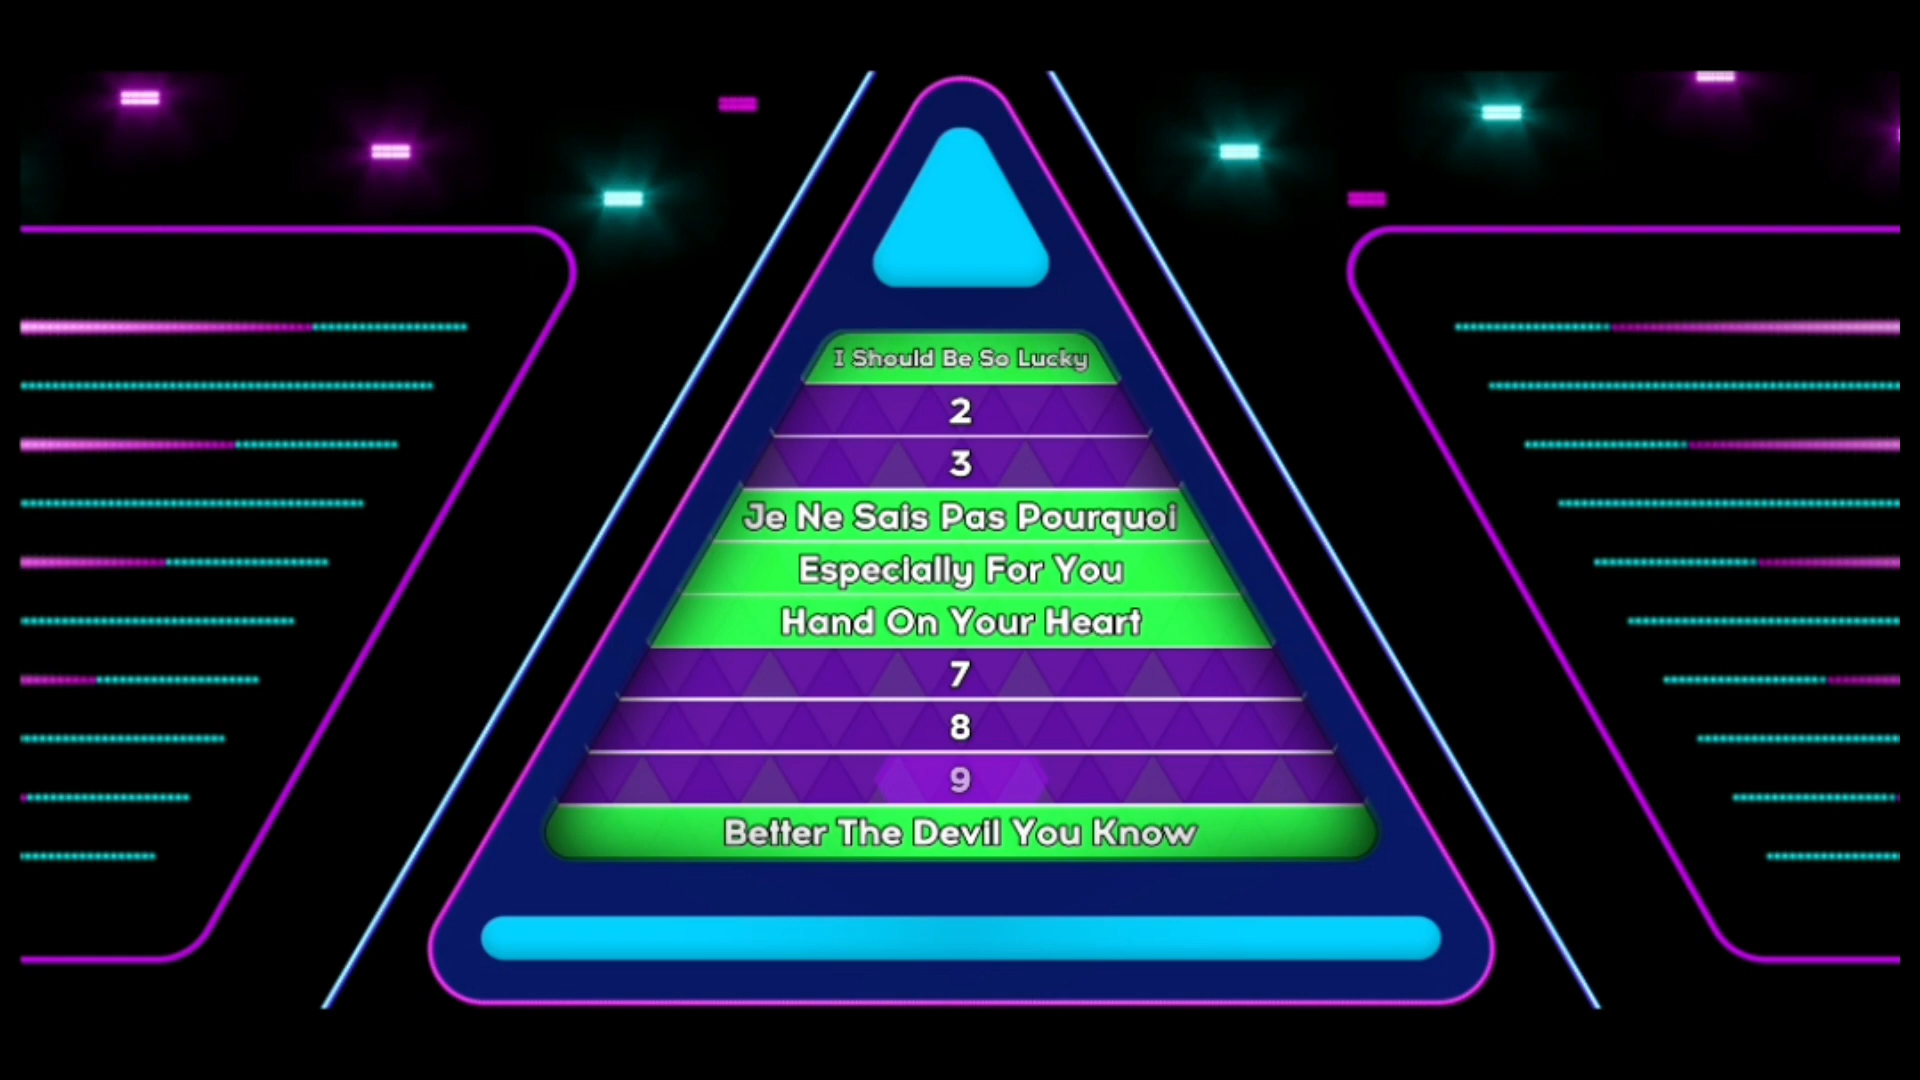 I Should Be So Lucky
2
3
Je Ne Sais Pas Pourquoi
Especially For You
Hand On Your Heart
7
8
9
Better The Devil You Know